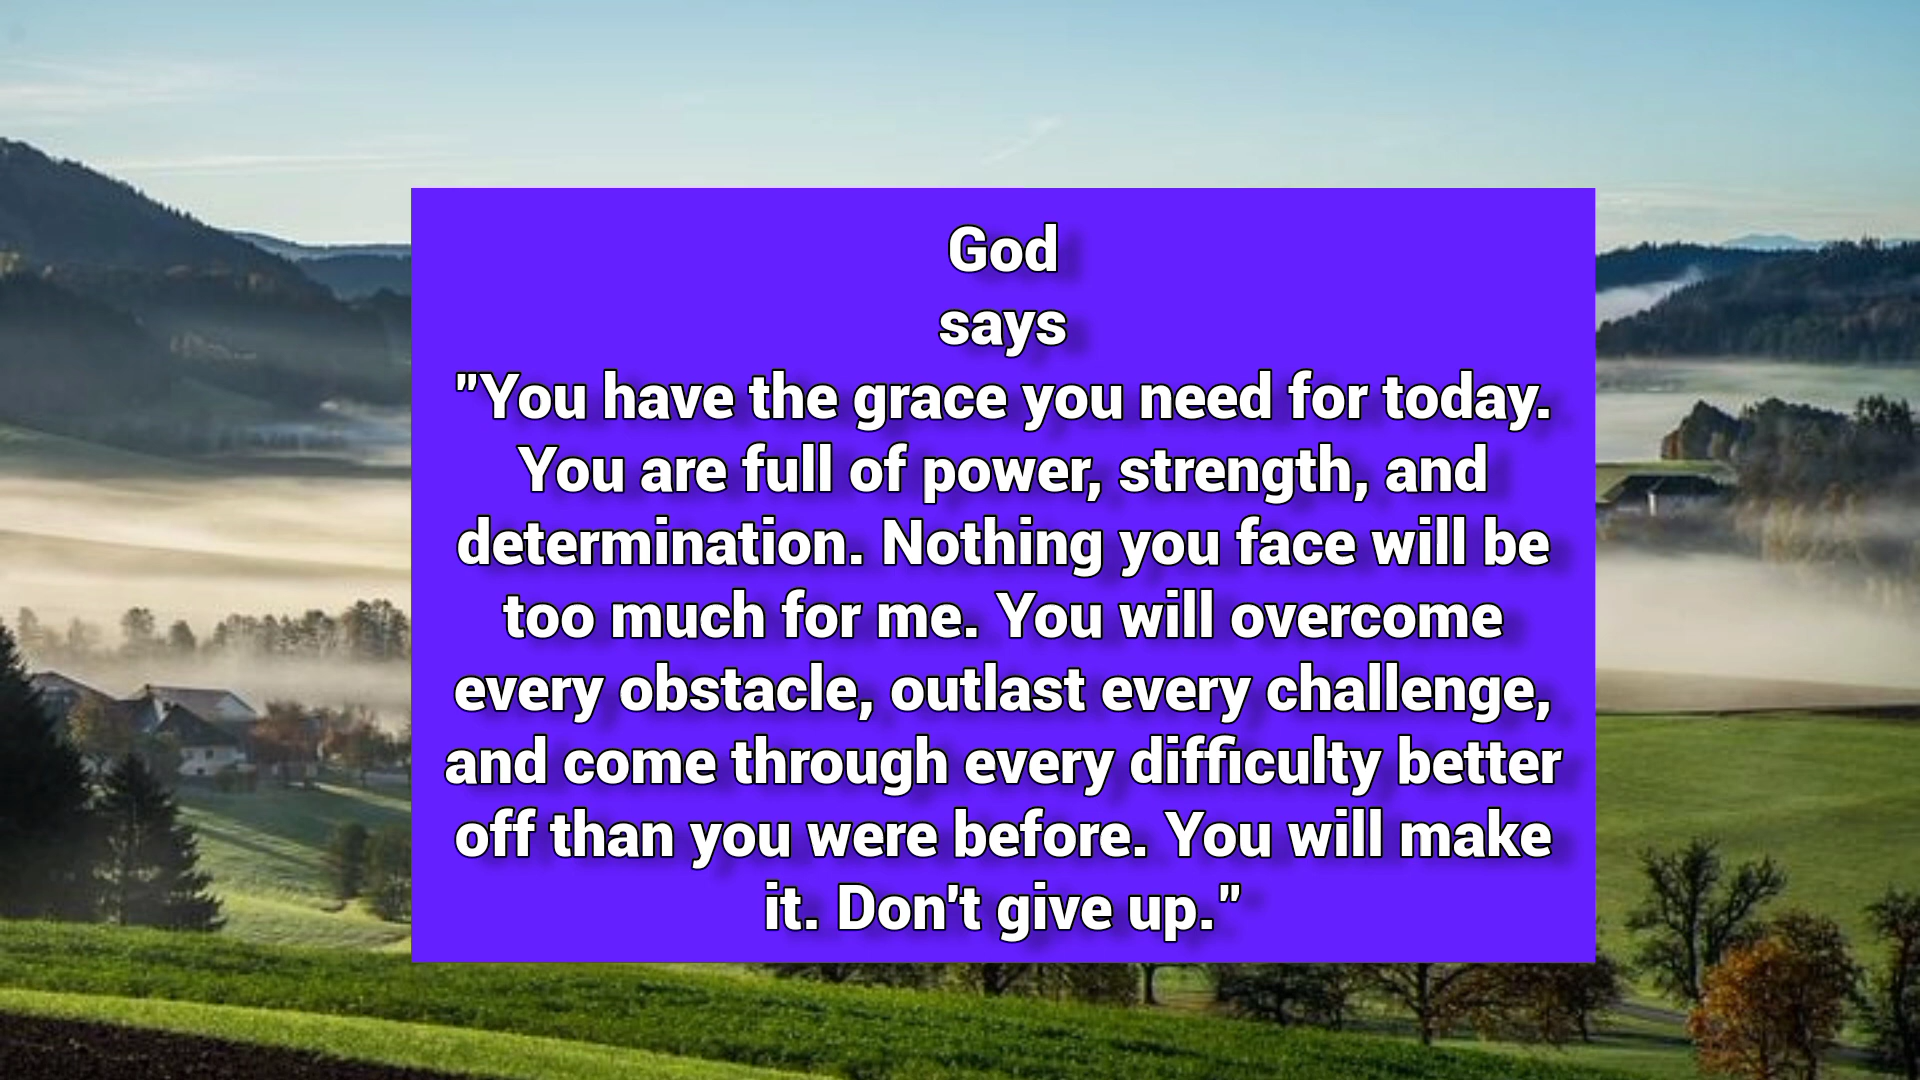 God
says
"You have the grace you need for today.
You are full of power, strength, and
determination. Nothing you face will be
too much for me. You will overcome
every obstacle, outlast every challenge,
and come through every difficulty better
off than you were before. You will make
it. Don't give up."